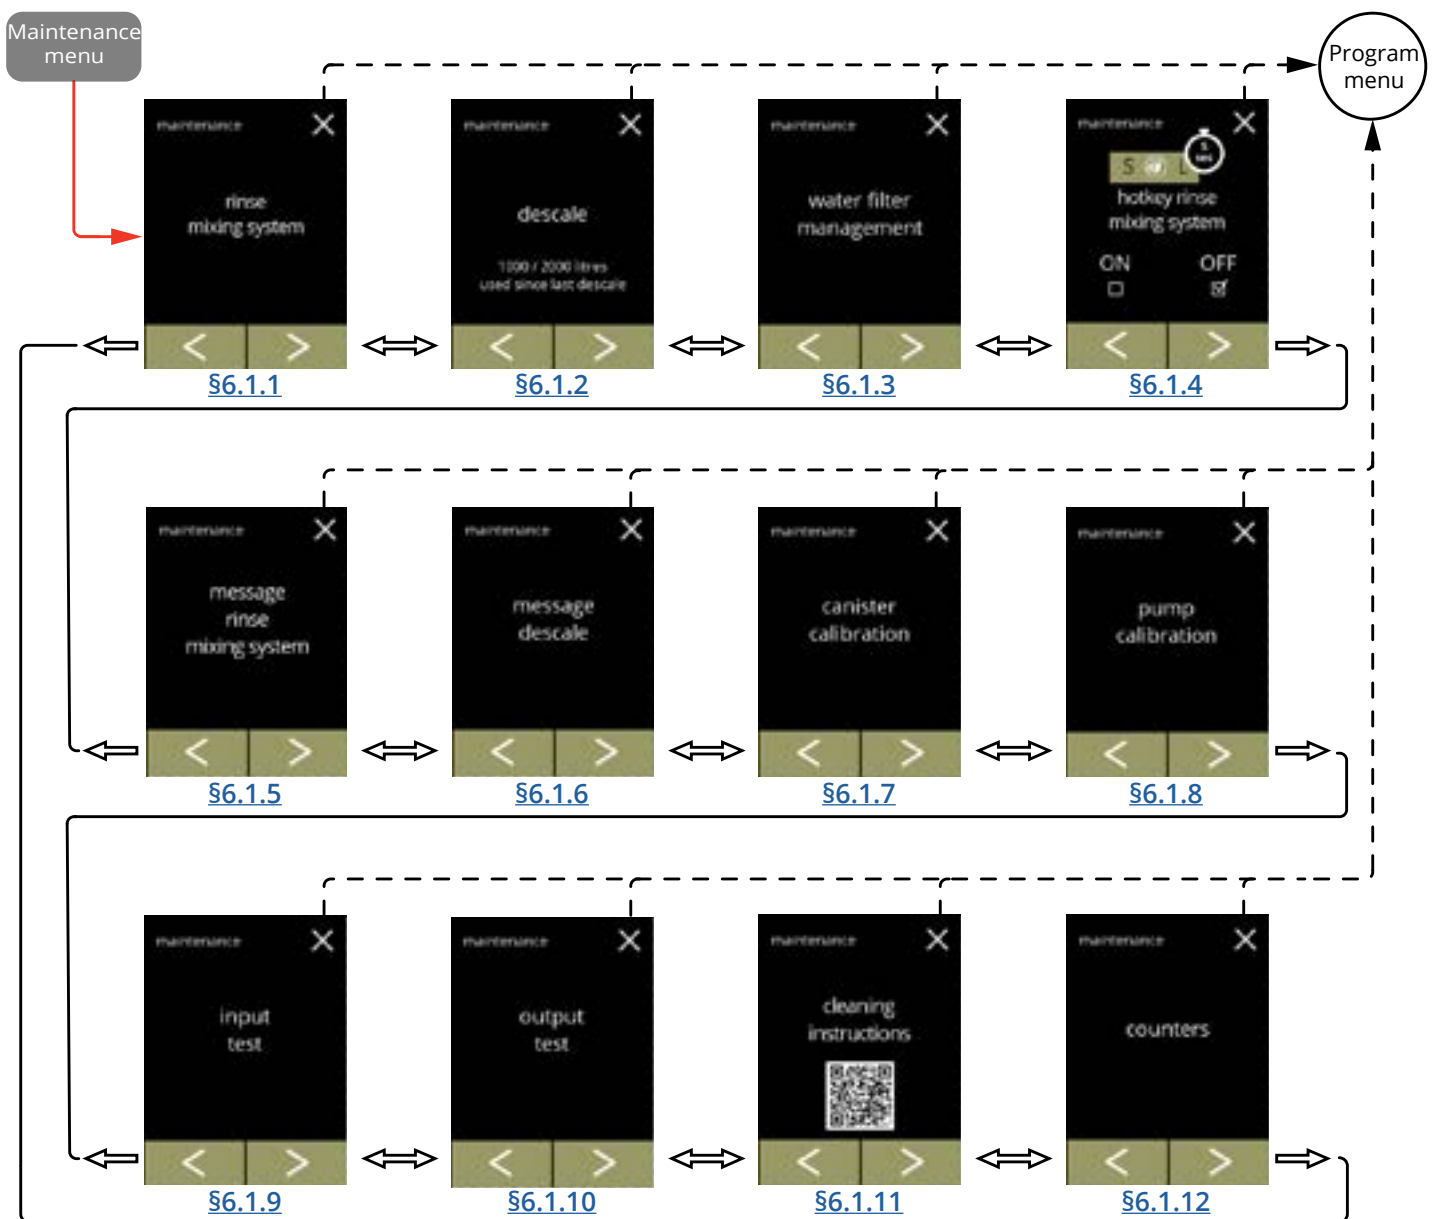 Maintenance
menu
Program
menu
maintenance
rinse
mixing system
§6.1.1
maintenance
descale
1000 / 2000 litres
used since last descale
§6.1.2
maintenance
water filter
management
§6.1.3
maintenance
S
L
5
sec
hotkey rinse
mixing system
ON
OFF
§6.1.4
maintenance
message
rinse
mixing system
§6.1.5
maintenance
message
descale
§6.1.6
maintenance
canister
calibration
§6.1.7
maintenance
pump
calibration
§6.1.8
maintenance
input
test
§6.1.9
maintenance
output
test
§6.1.10
maintenance
cleaning
instructions
§6.1.11
maintenance
counters
§6.1.12